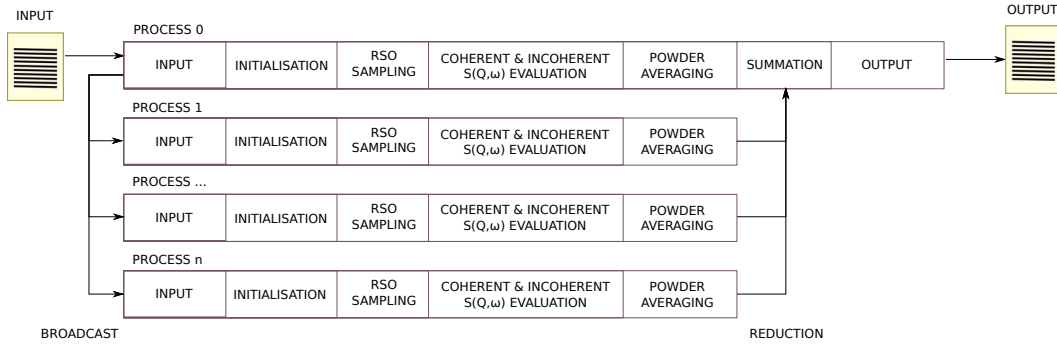 INPUT
OUTPUT
PROCESS 0
INPUT
INITIALISATION
RSO
SAMPLING
COHERENT & INCOHERENT
S(Q,ω) EVALUATION
POWDER
AVERAGING
SUMMATION
OUTPUT
PROCESS 1
INPUT
INITIALISATION
RSO
SAMPLING
COHERENT & INCOHERENT
S(Q,ω) EVALUATION
POWDER
AVERAGING
PROCESS ...
INPUT
INITIALISATION
RSO
SAMPLING
COHERENT & INCOHERENT
S(Q,ω) EVALUATION
POWDER
AVERAGING
PROCESS n
INPUT
INITIALISATION
RSO
SAMPLING
COHERENT & INCOHERENT
S(Q,ω) EVALUATION
POWDER
AVERAGING
BROADCAST
REDUCTION